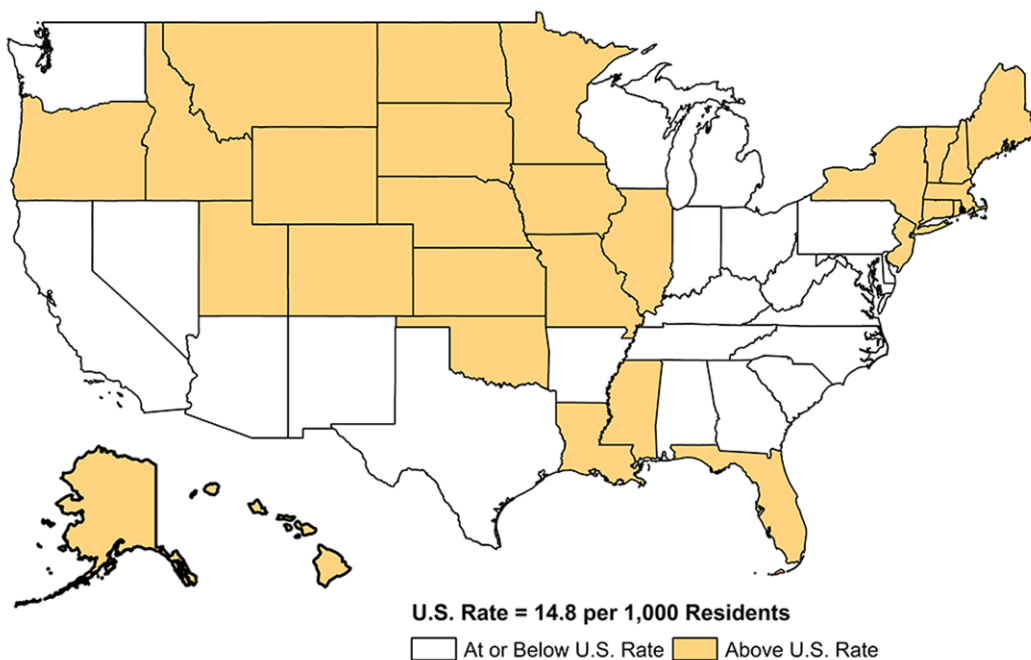 U.S. Rate = 14.8 per 1,000 Residents
At or Below U.S. Rate Above U.S. Rate